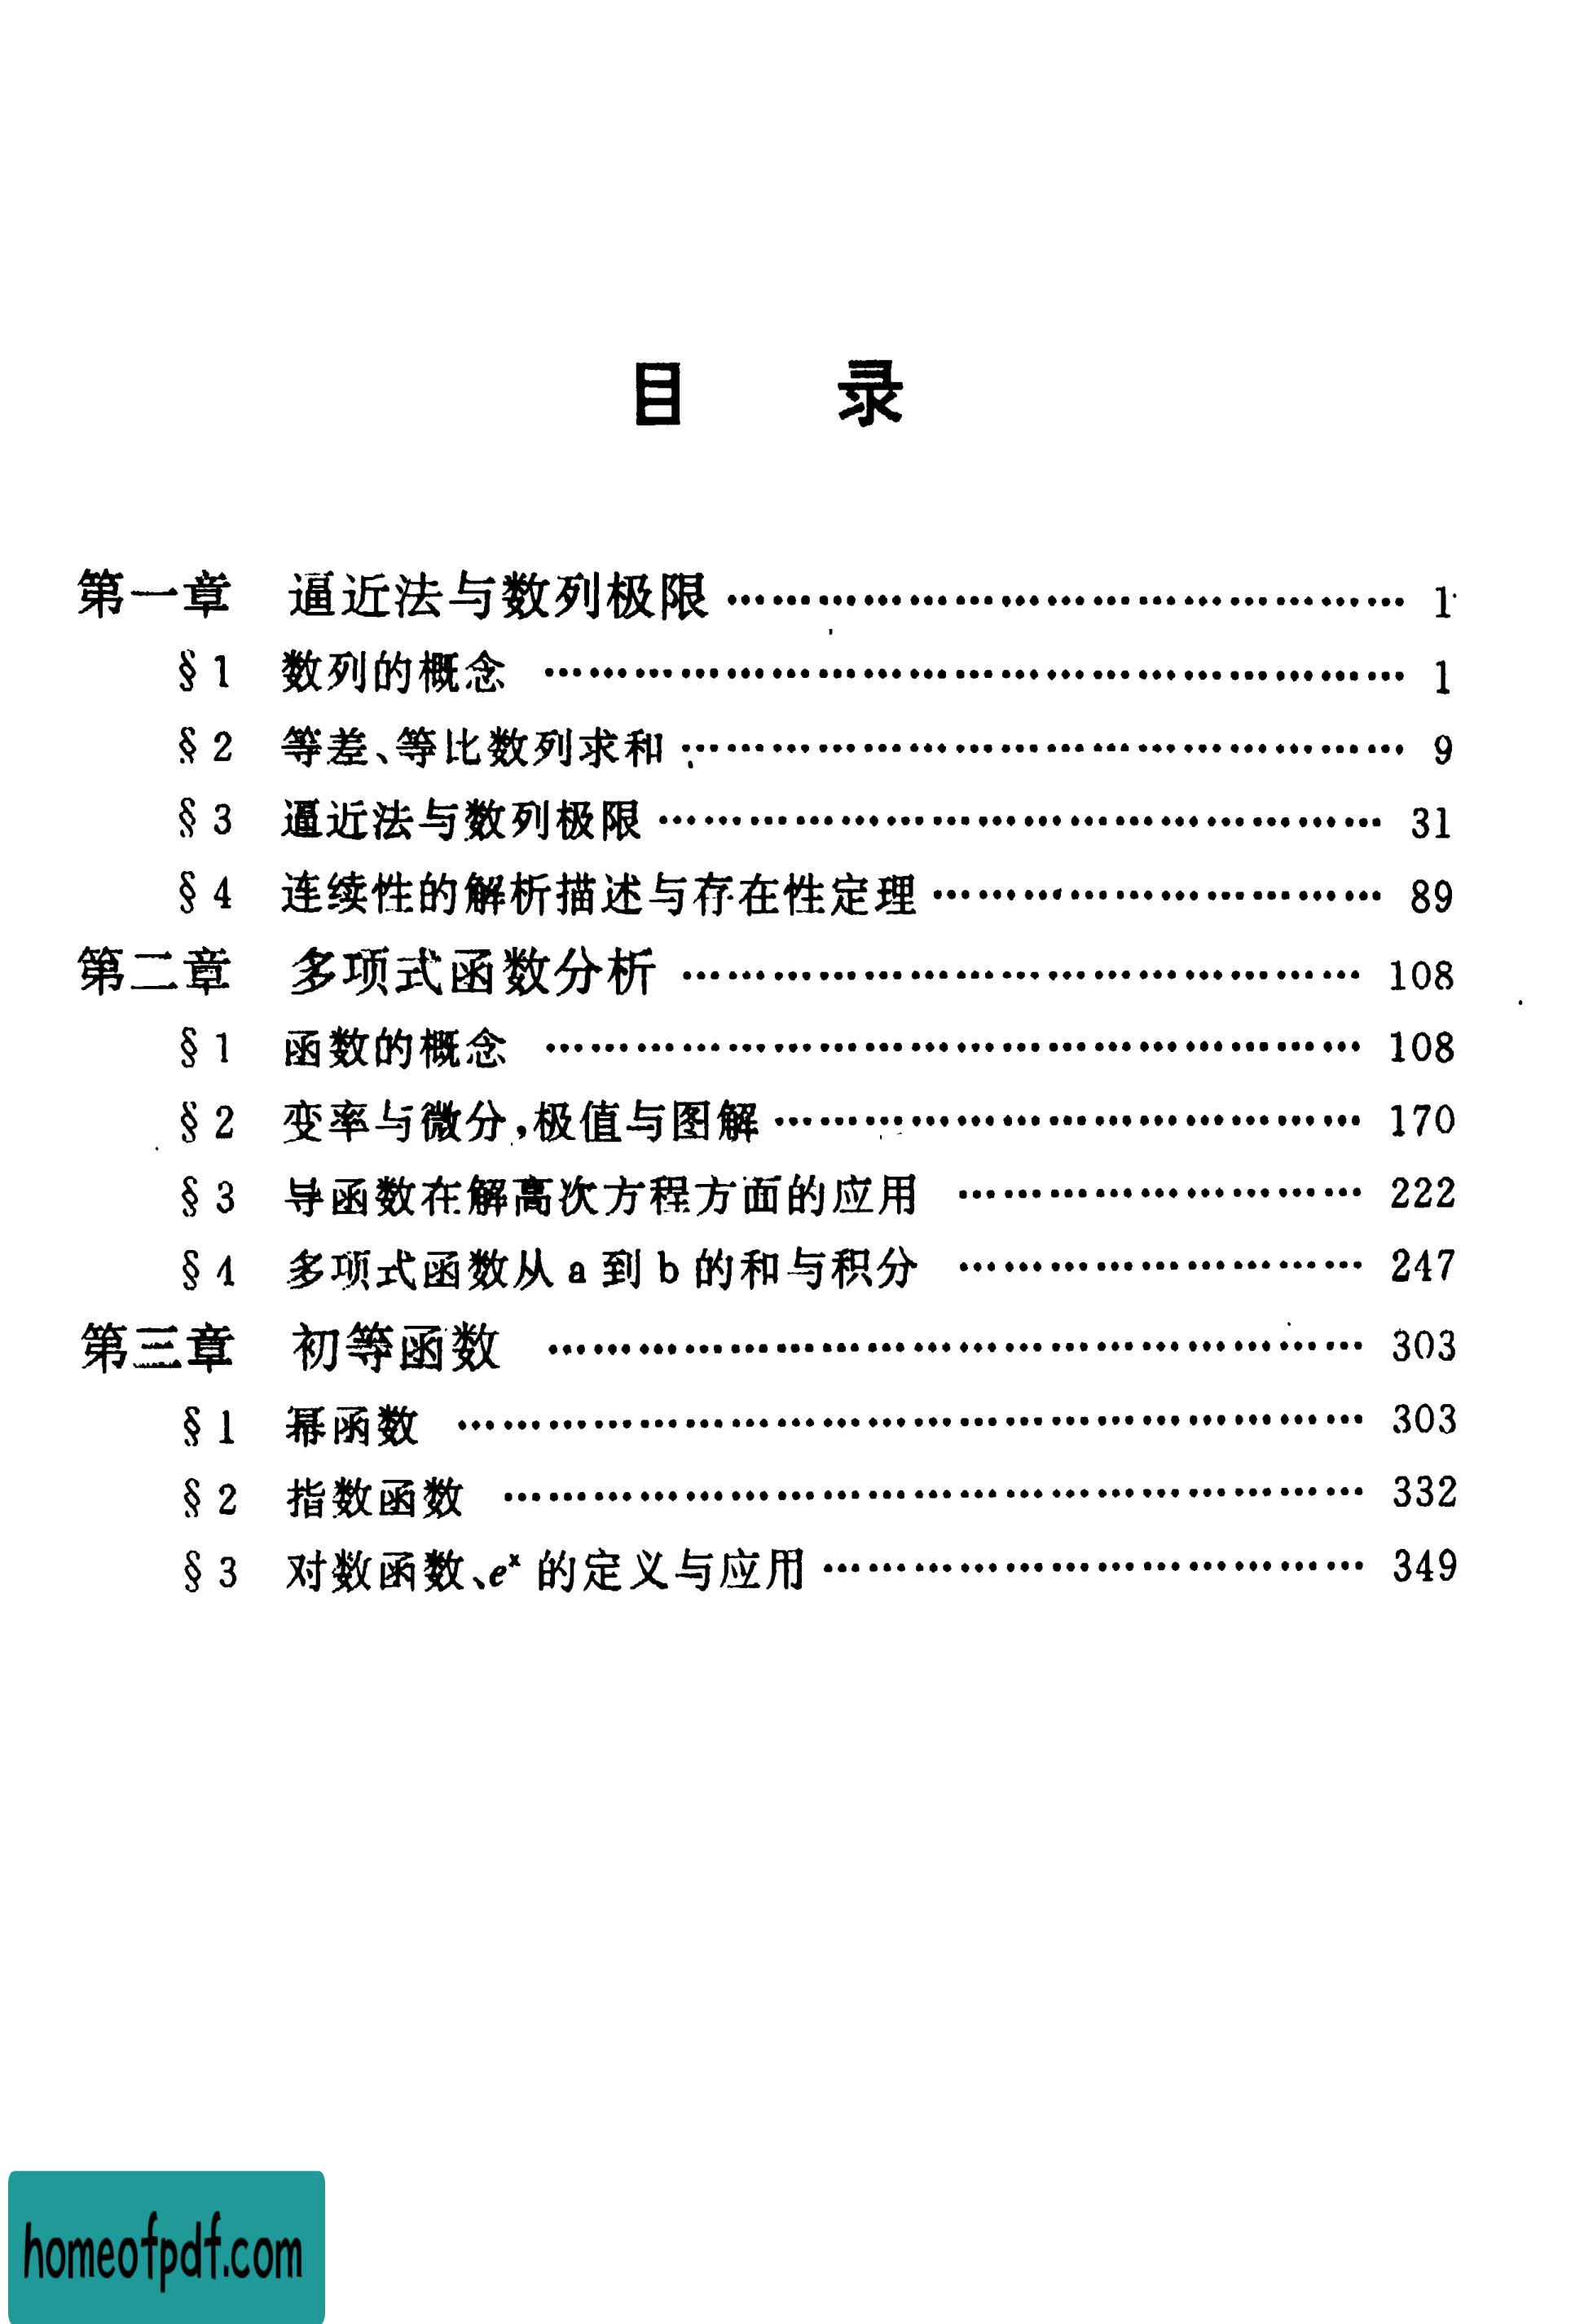 目 录
第一章 逼近法与数列极限 …………………………………………… 1
§1 数列的概念 ……………………………………………………… 1
§2 等差、等比数列求和 ……………………………………………… 9
§3 逼近法与数列极限 ……………………………………………… 31
§4 连续性的解析描述与存在性定理 …………………………… 89
第二章 多项式函数分析 …………………………………………… 108
§1 函数的概念 …………………………………………………… 108
§2 变率与微分,极值与图解 ……………………………………… 170
§3 导函数在解高次方程方面的应用 ………………………… 222
§4 多项式函数从 a 到 b 的和与积分 ………………………… 247
第三章 初等函数 ……………………………………………………… 303
§1 幂函数 ………………………………………………………… 303
§2 指数函数 ……………………………………………………… 332
§3 对数函数、eˣ 的定义与应用 ………………………………… 349
homeofpdf.com